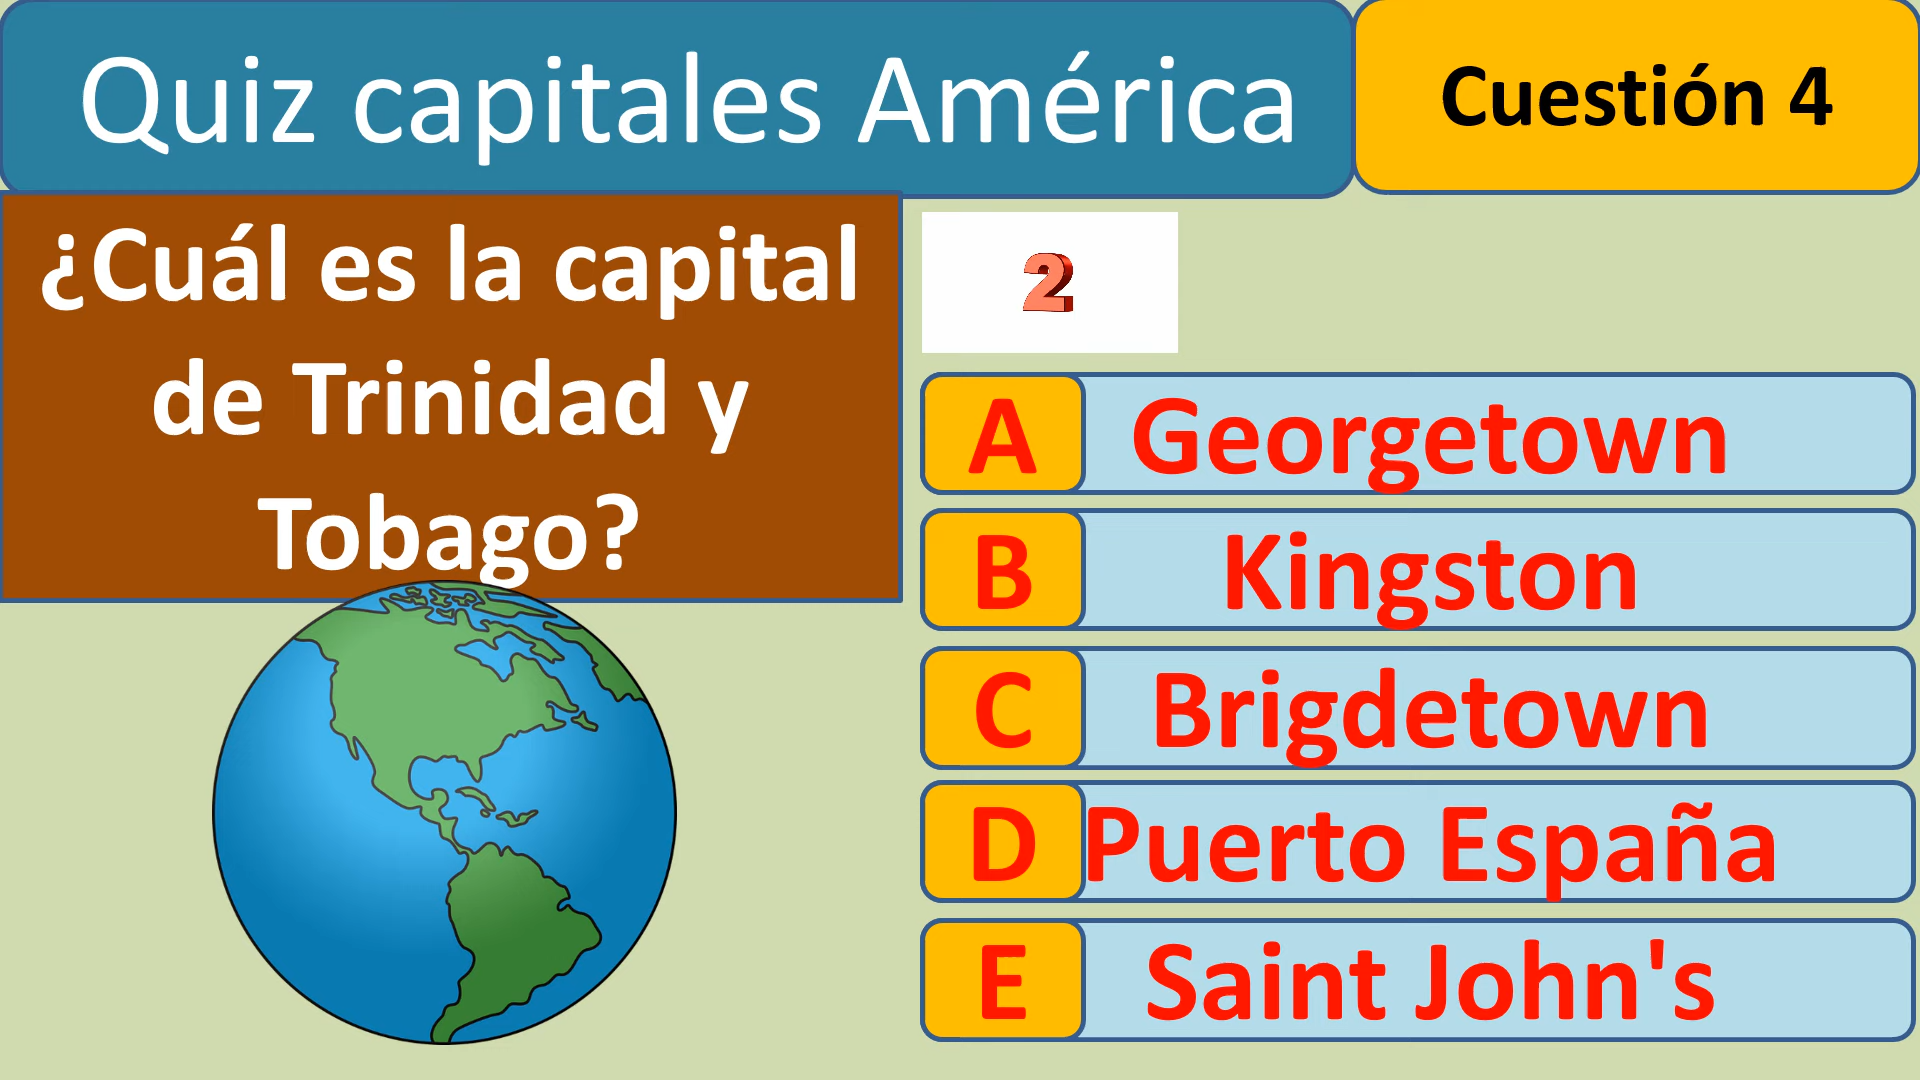 Quiz capitales América
Cuestión 4
¿Cuál es la capital
de Trinidad y
Tobago?
2
A Georgetown
B Kingston
C Brigdetown
D Puerto España
E Saint John's